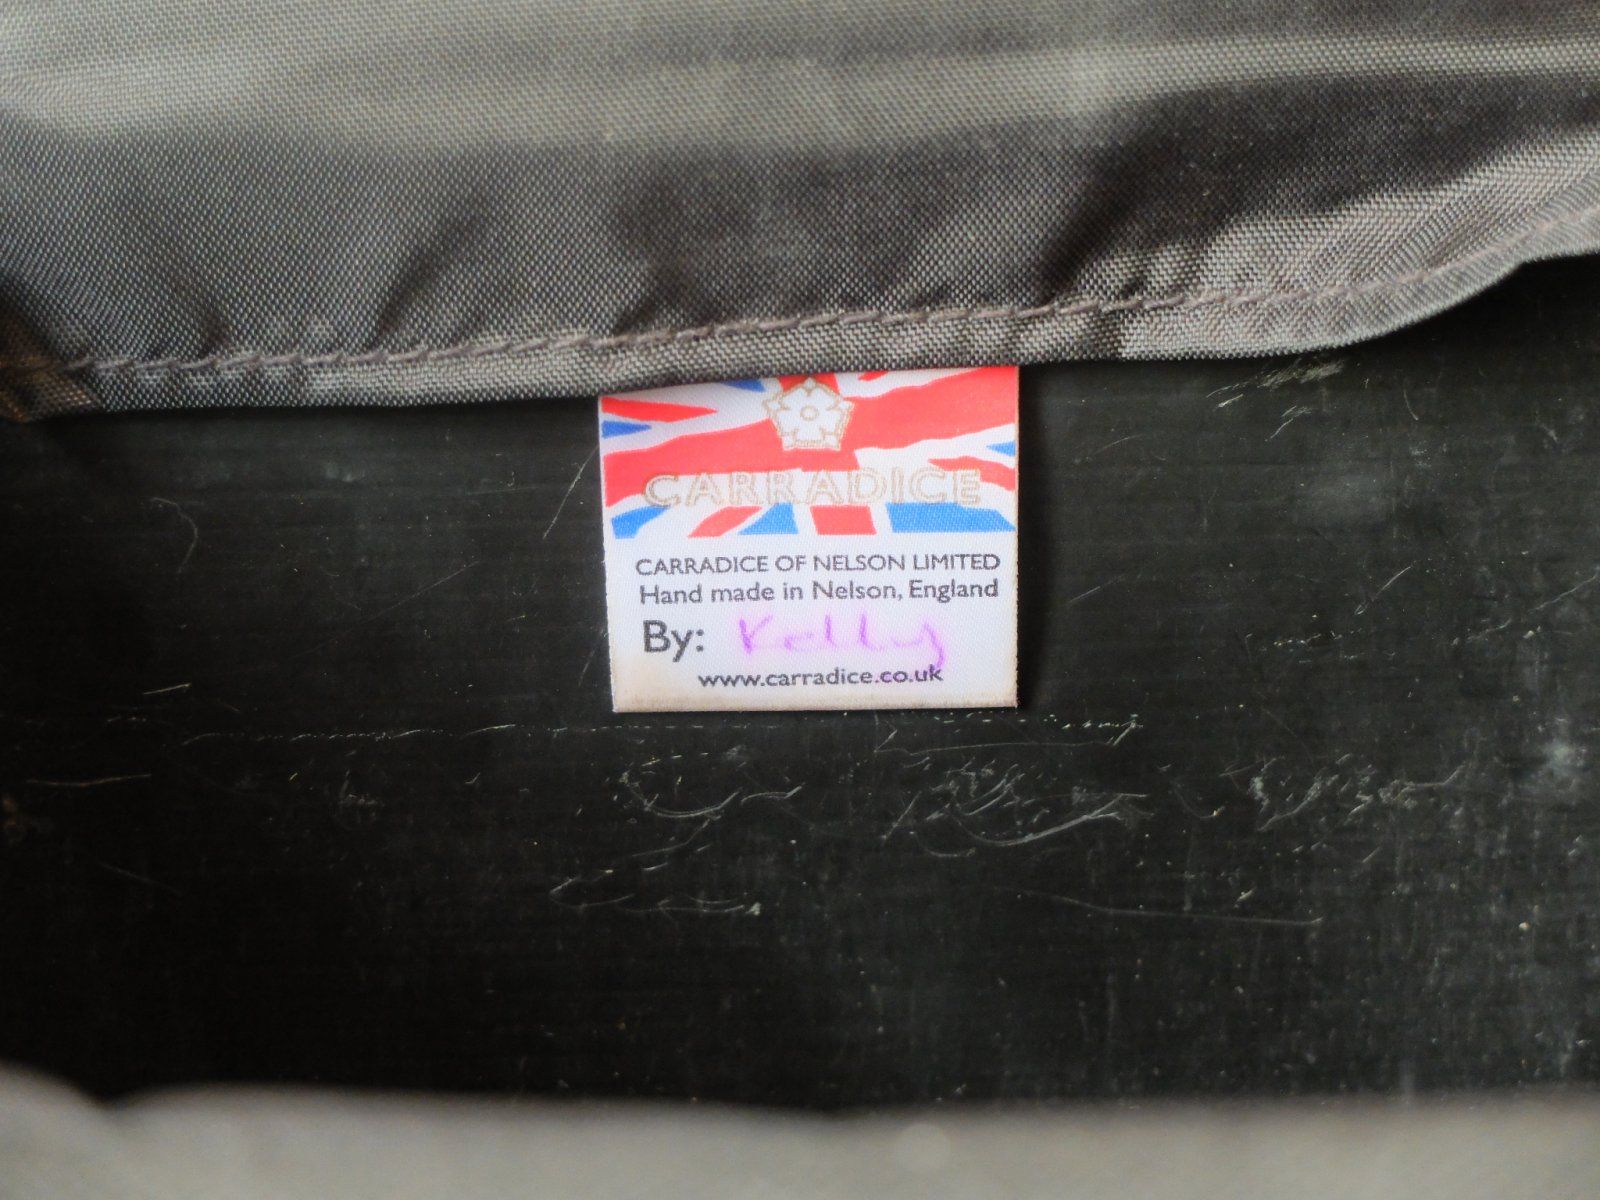 CARRADICE
CARRADICE OF NELSON LIMITED
Hand made in Nelson, England
By: Kelly
www.carradice.co.uk